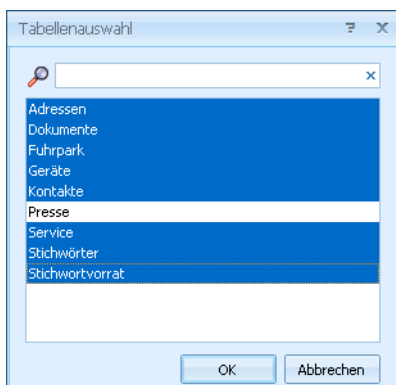 Tabellenauswahl
Adressen
Dokumente
Fuhrpark
Geräte
Kontakte
Presse
Service
Stichwörter
Stichwortvorrat
OK Abbrechen